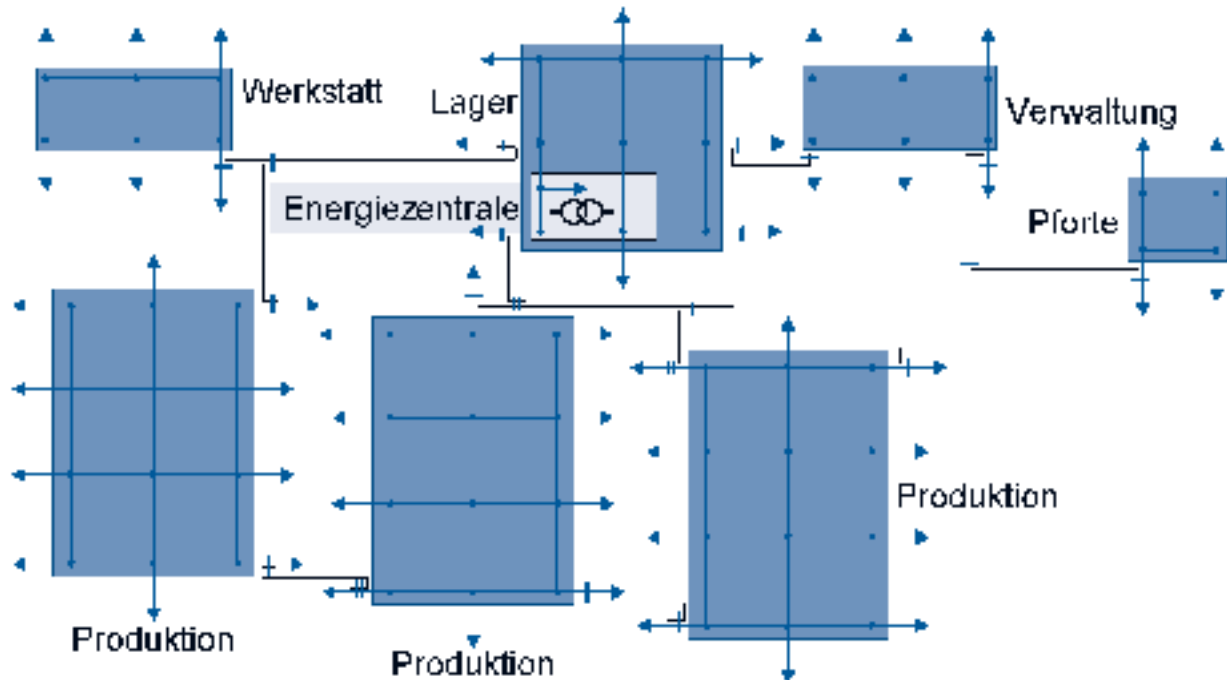 Werkstatt
Lager
Verwaltung
Energiezentrale
Pforte
Produktion
Produktion
Produktion